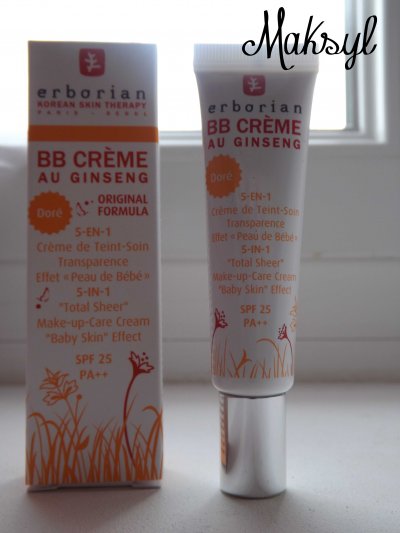 Maksyl
erborian
KOREAN SKIN THERAPY
PARIS - SEOUL
BB CRÈME
AU GINSENG
Doré
ORIGINAL
FORMULA
5-EN-1
Crème de Teint-Soin
Transparence
Effet « Peau de Bébé »
5-IN-1
"Total Sheer"
Make-up-Care Cream
"Baby Skin" Effect
SPF 25
PA++
erborian
BB CRÈME
AU GINSENG
Doré
5-EN-1
Crème de Teint-Soin
Transparence
Effet « Peau de Bébé »
5-IN-1
"Total Sheer"
Make-up-Care Cream
"Baby Skin" Effect
SPF 25
PA++